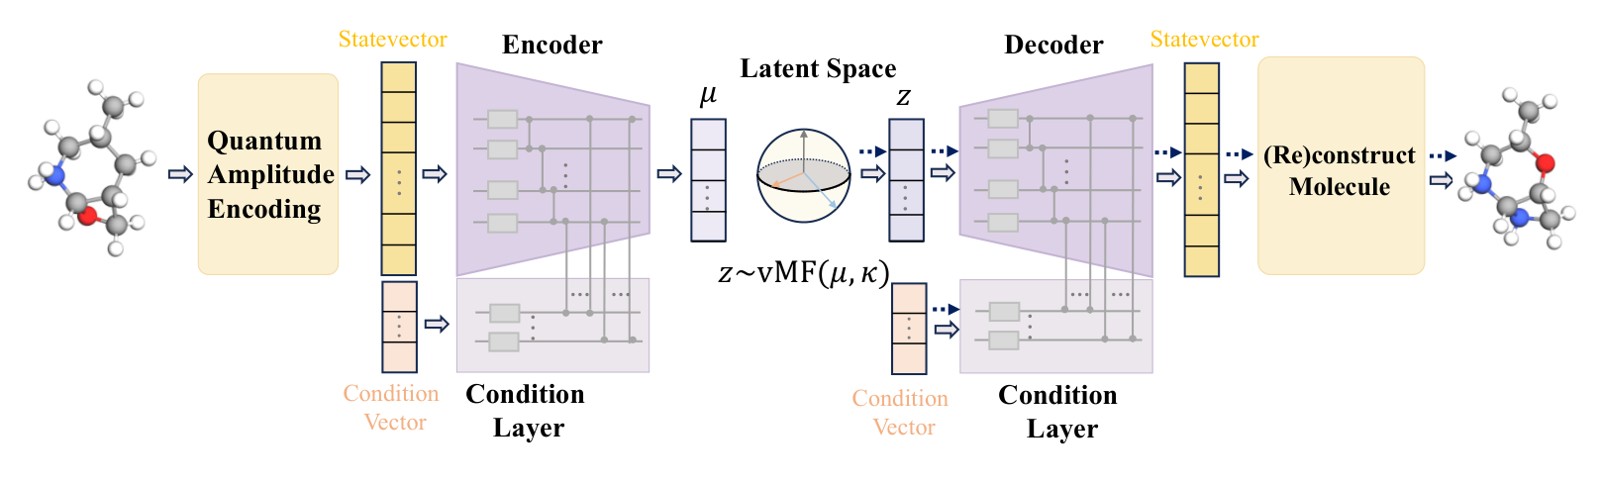 Statevector
Encoder
Latent Space
Decoder
Statevector
Quantum
Amplitude
Encoding
μ
z
(Re)construct
Molecule
z~vMF(μ, κ)
Condition
Vector
Condition
Layer
Condition
Vector
Condition
Layer